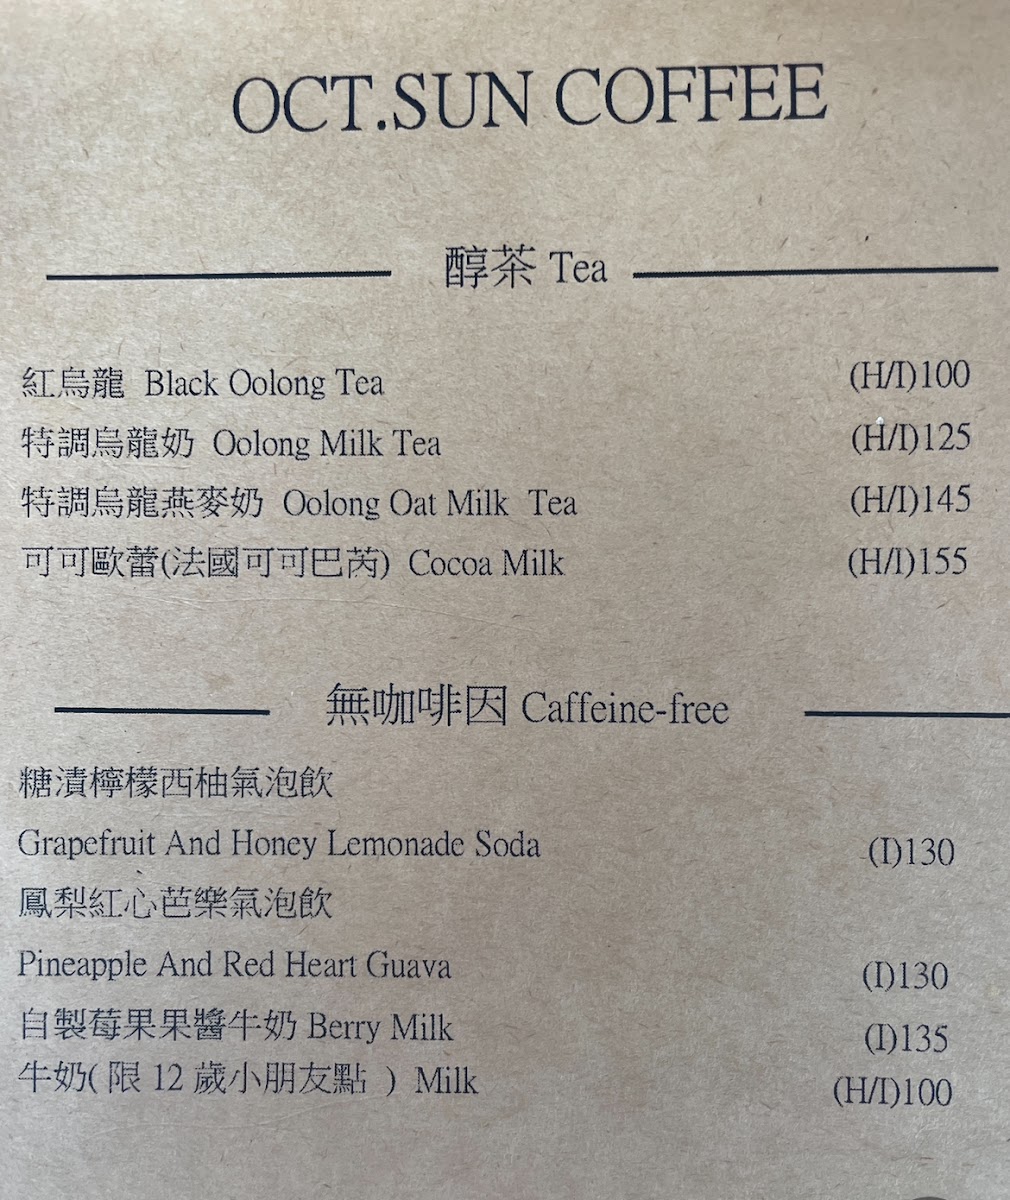 OCT.SUN COFFEE
醇茶 Tea
紅烏龍 Black Oolong Tea (H/I)100
特調烏龍奶 Oolong Milk Tea (H/I)125
特調烏龍燕麥奶 Oolong Oat Milk Tea (H/I)145
可可歐蕾(法國可可巴芮) Cocoa Milk (H/I)155
無咖啡因 Caffeine-free
糖漬檸檬西柚氣泡飲
Grapefruit And Honey Lemonade Soda (I)130
鳳梨紅心芭樂氣泡飲
Pineapple And Red Heart Guava (I)130
自製莓果果醬牛奶 Berry Milk (I)135
牛奶( 限 12 歲小朋友點 ) Milk (H/I)100